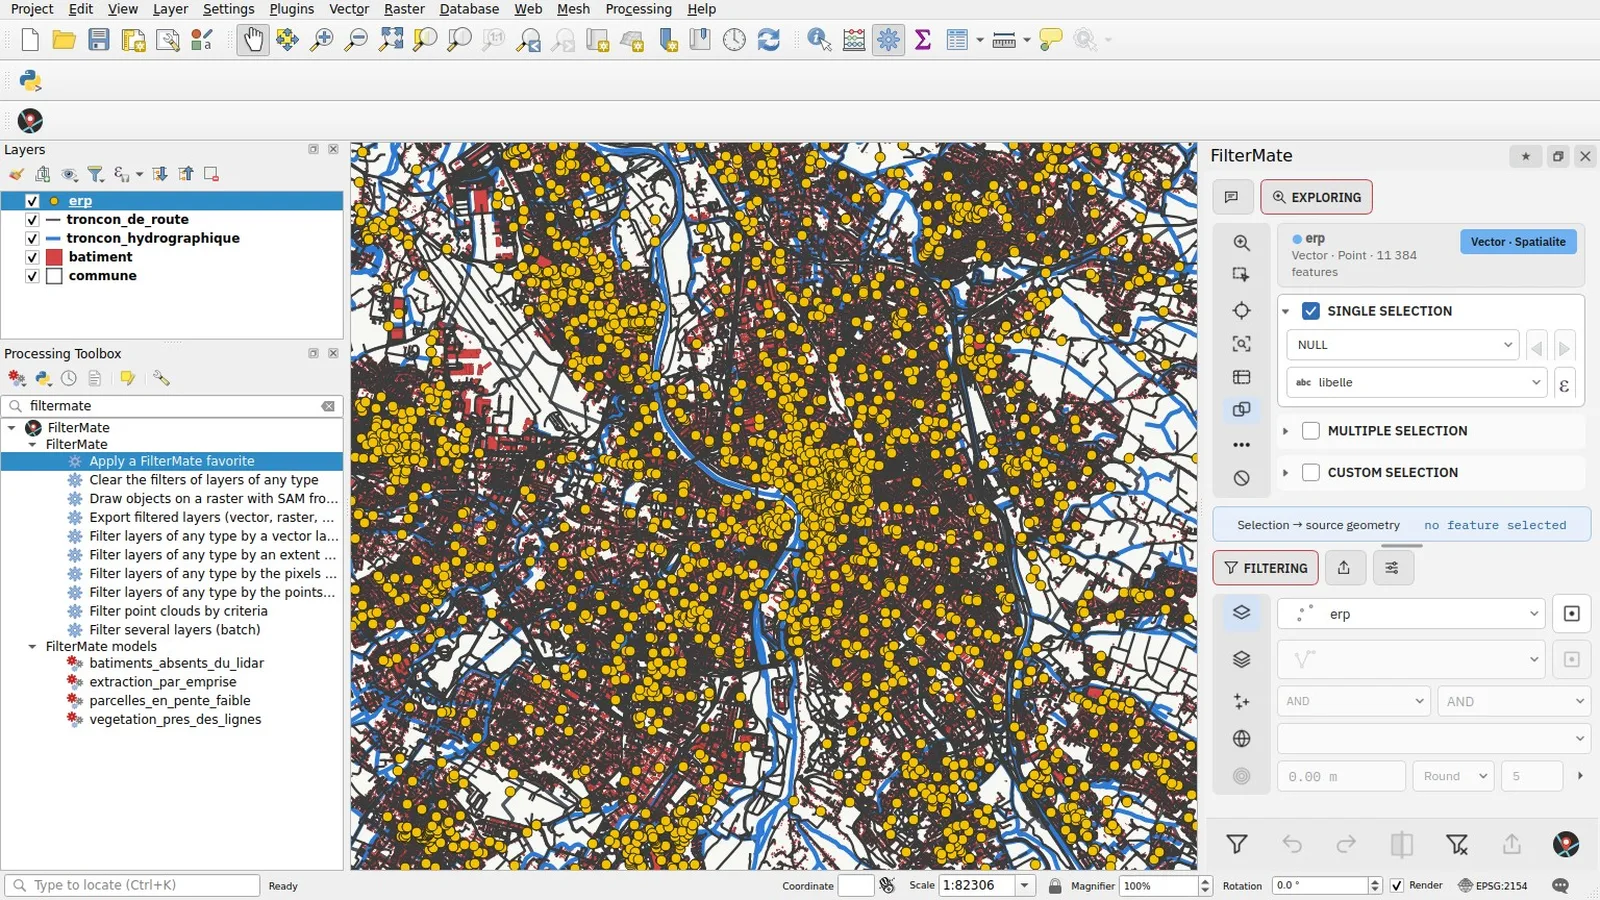 Project Edit View Layer Settings Plugins Vector Raster Database Web Mesh Processing Help
Layers
erp
troncon_de_route
troncon_hydrographique
batiment
commune
Processing Toolbox
filtermate
FilterMate
FilterMate
Apply a FilterMate favorite
Clear the filters of layers of any type
Draw objects on a raster with SAM fro...
Export filtered layers (vector, raster, ...
Filter layers of any type by a vector la...
Filter layers of any type by an extent ...
Filter layers of any type by the pixels ...
Filter layers of any type by the points...
Filter point clouds by criteria
Filter several layers (batch)
FilterMate models
batiments_absents_du_lidar
extraction_par_emprise
parcelles_en_pente_faible
vegetation_pres_des_lignes
FilterMate
EXPLORING
erp
Vector · Point · 11 384
features
Vector · Spatialite
SINGLE SELECTION
NULL
abc libelle
ε
MULTIPLE SELECTION
CUSTOM SELECTION
Selection → source geometry no feature selected
FILTERING
erp
AND AND
0.00 m Round 5
Type to locate (Ctrl+K) Ready Coordinate Scale 1:82306 Magnifier 100% Rotation 0.0 ° Render EPSG:2154